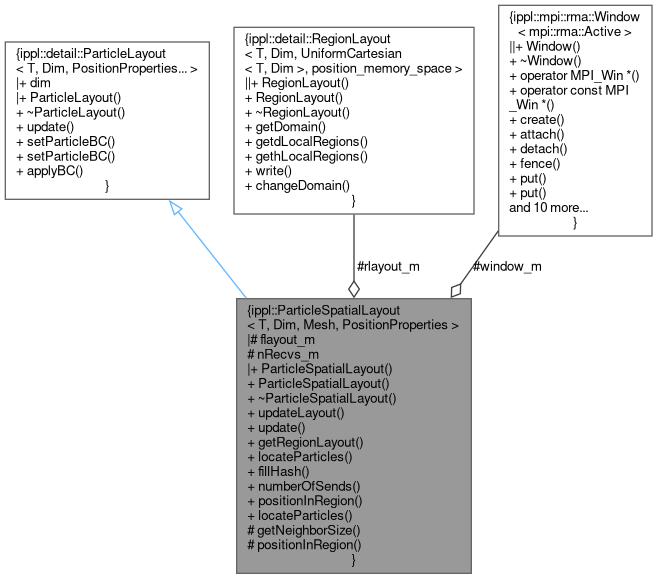 {ippl::detail::ParticleLayout
< T, Dim, PositionProperties... >
|+ dim
|+ ParticleLayout()
+ ~ParticleLayout()
+ update()
+ setParticleBC()
+ setParticleBC()
+ applyBC()
}
{ippl::detail::RegionLayout
< T, Dim, UniformCartesian
< T, Dim >, position_memory_space >
||+ RegionLayout()
+ RegionLayout()
+ ~RegionLayout()
+ getDomain()
+ getdLocalRegions()
+ gethLocalRegions()
+ write()
+ changeDomain()
}
{ippl::mpi::rma::Window
< mpi::rma::Active >
||+ Window()
+ ~Window()
+ operator MPI_Win *()
+ operator const MPI
_Win *()
+ create()
+ attach()
+ detach()
+ fence()
+ put()
+ put()
and 10 more...
}
#rlayout_m
#window_m
{ippl::ParticleSpatialLayout
< T, Dim, Mesh, PositionProperties >
|# flayout_m
# nRecvs_m
|+ ParticleSpatialLayout()
+ ParticleSpatialLayout()
+ ~ParticleSpatialLayout()
+ updateLayout()
+ update()
+ getRegionLayout()
+ locateParticles()
+ fillHash()
+ numberOfSends()
+ positionInRegion()
+ locateParticles()
# getNeighborSize()
# positionInRegion()
}